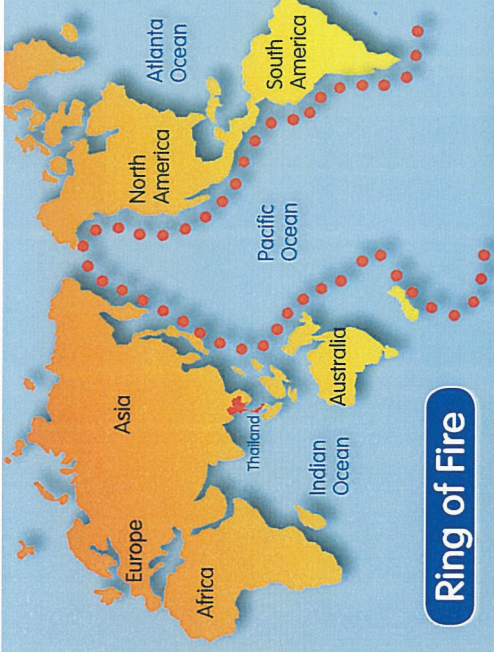 Europe
Asia
Africa
Thailand
Indian
Ocean
Australia
Pacific
Ocean
North
America
Atlanta
Ocean
South
America
Ring of Fire